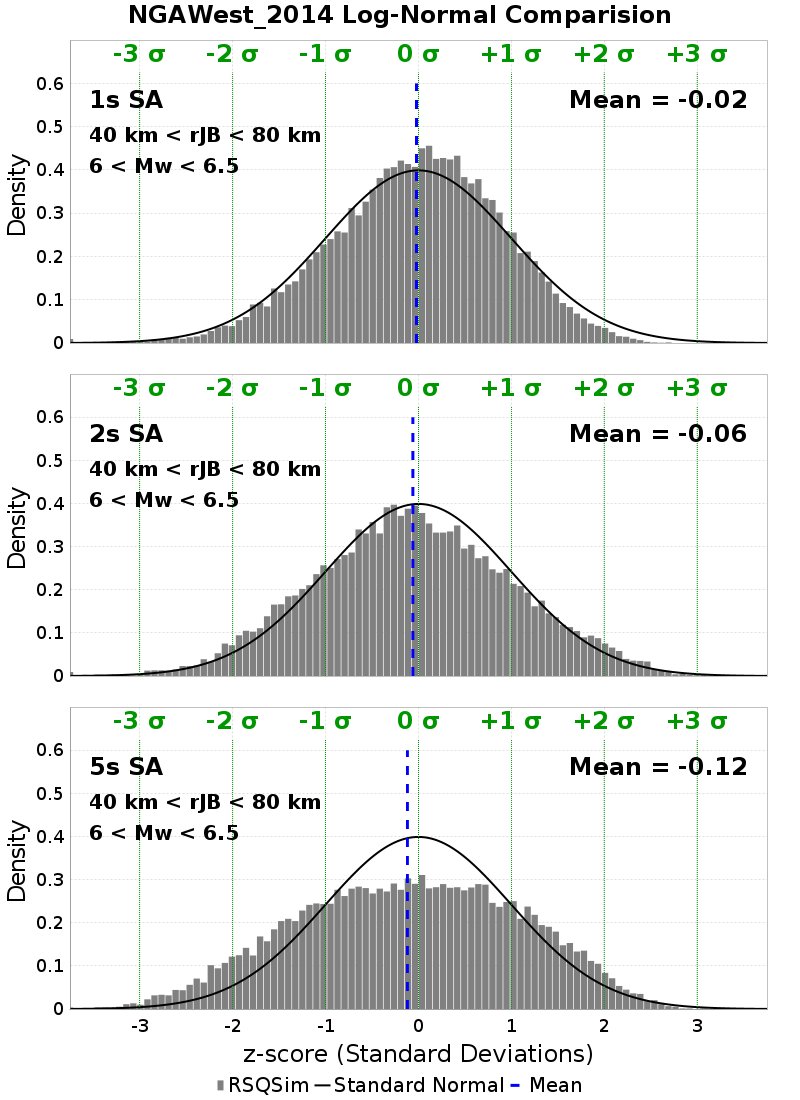 NGAWest_2014 Log-Normal Comparision
-3 σ -2 σ -1 σ 0 σ +1 σ +2 σ +3 σ
1s SA Mean = -0.02
40 km < rJB < 80 km
6 < Mw < 6.5
Density
0.6
0.5
0.4
0.3
0.2
0.1
0
-3 σ -2 σ -1 σ 0 σ +1 σ +2 σ +3 σ
2s SA Mean = -0.06
40 km < rJB < 80 km
6 < Mw < 6.5
Density
0.6
0.5
0.4
0.3
0.2
0.1
0
-3 σ -2 σ -1 σ 0 σ +1 σ +2 σ +3 σ
5s SA Mean = -0.12
40 km < rJB < 80 km
6 < Mw < 6.5
Density
0.6
0.5
0.4
0.3
0.2
0.1
0
-3 -2 -1 0 1 2 3
z-score (Standard Deviations)
RSQSim Standard Normal Mean